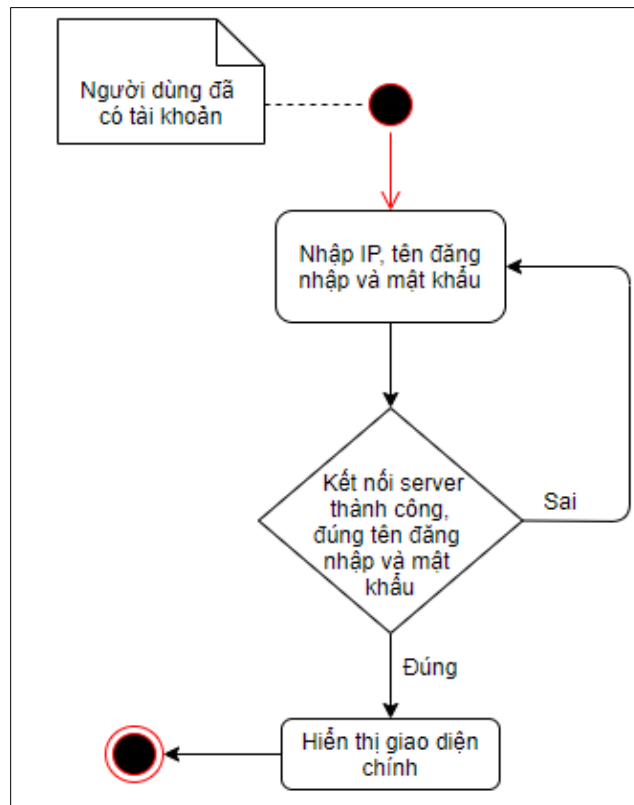 Người dùng đã
có tài khoản
Nhập IP, tên đăng
nhập và mật khẩu
Kết nối server
thành công,
đúng tên đăng
nhập và mật
khẩu
Sai
Đúng
Hiển thị giao diện
chính